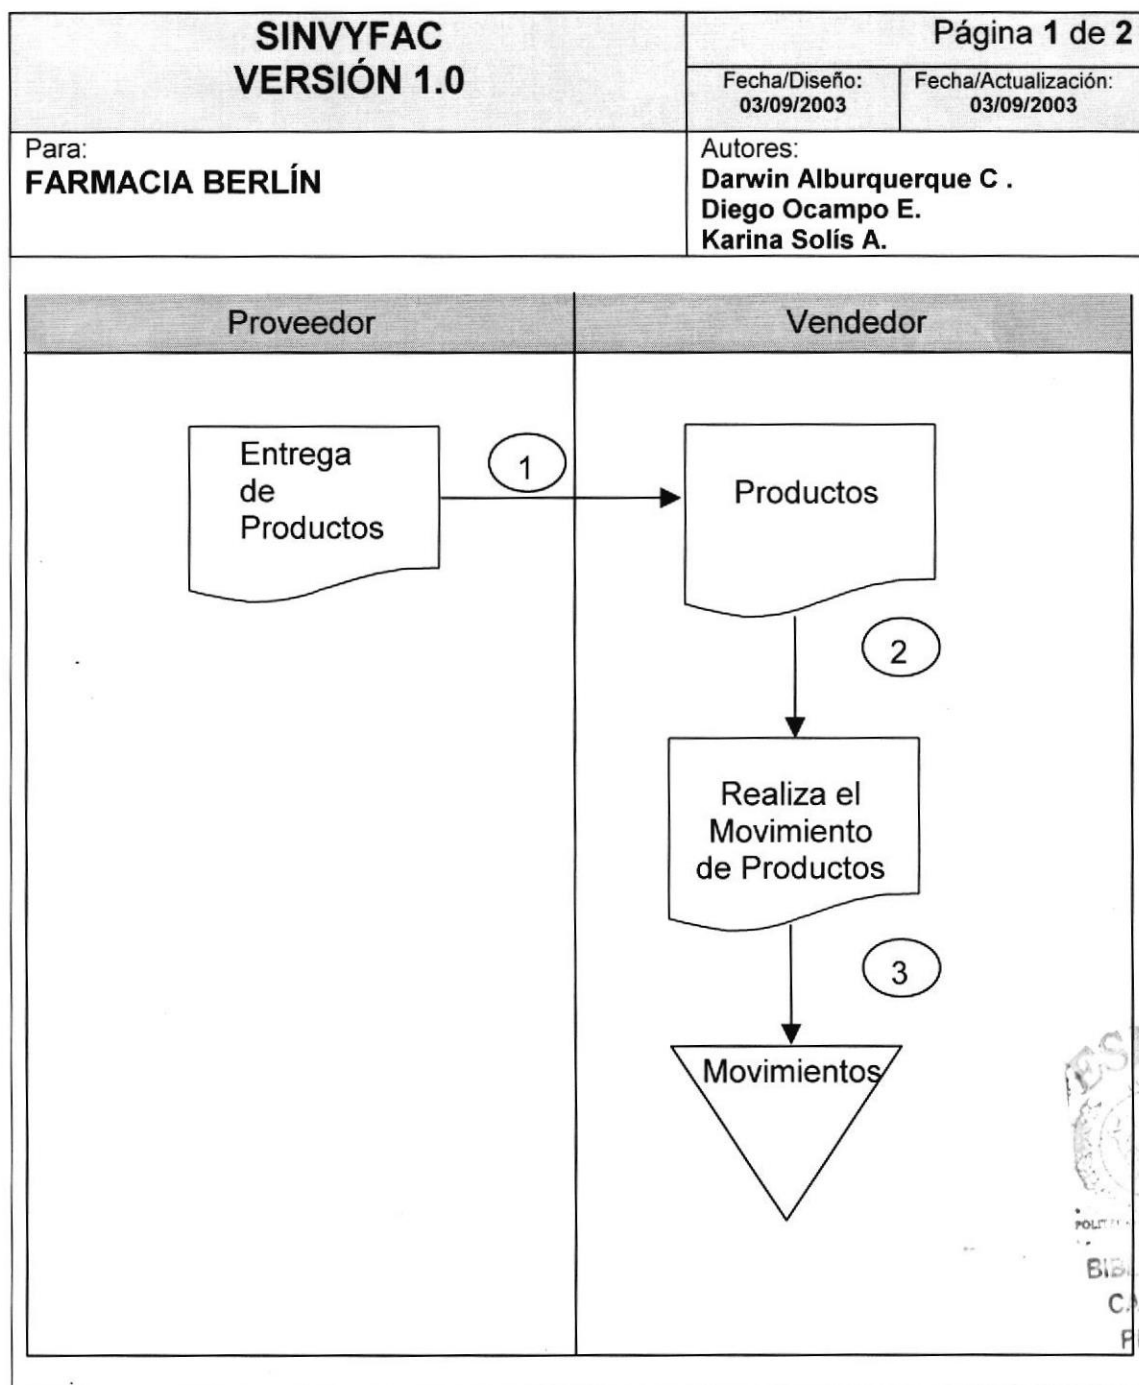 SINVYFAC
VERSIÓN 1.0
Página 1 de 2
Fecha/Diseño:
03/09/2003
Fecha/Actualización:
03/09/2003
Para:
FARMACIA BERLÍN
Autores:
Darwin Alburquerque C .
Diego Ocampo E.
Karina Solís A.
Proveedor
Vendedor
Entrega
de
Productos
1
Productos
2
Realiza el
Movimiento
de Productos
3
Movimientos